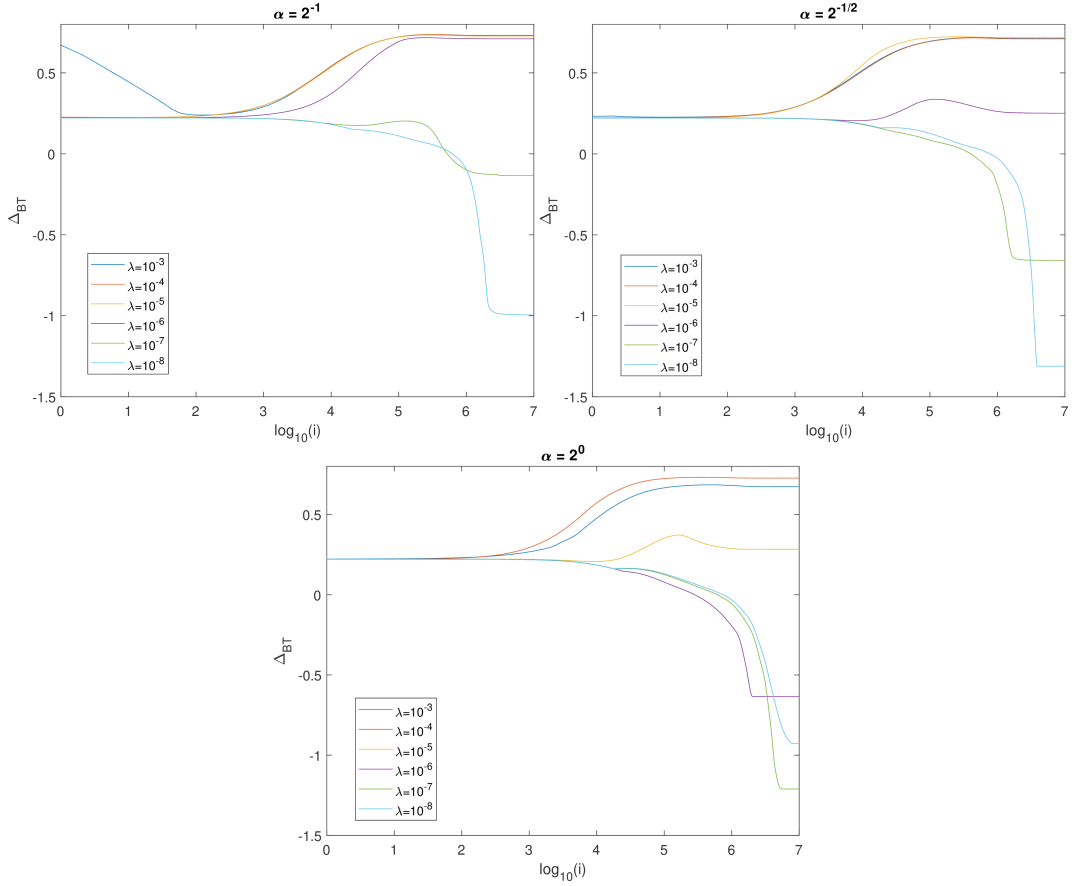 α = 2^-1
0.5
0
-0.5
-1
-1.5
Δ_BT
λ=10^-3
λ=10^-4
λ=10^-5
λ=10^-6
λ=10^-7
λ=10^-8
0 1 2 3 4 5 6 7
log_10(i)
α = 2^-1/2
0.5
0
-0.5
-1
-1.5
Δ_BT
λ=10^-3
λ=10^-4
λ=10^-5
λ=10^-6
λ=10^-7
λ=10^-8
0 1 2 3 4 5 6 7
log_10(i)
α = 2^0
0.5
0
-0.5
-1
-1.5
Δ_BT
λ=10^-3
λ=10^-4
λ=10^-5
λ=10^-6
λ=10^-7
λ=10^-8
0 1 2 3 4 5 6 7
log_10(i)